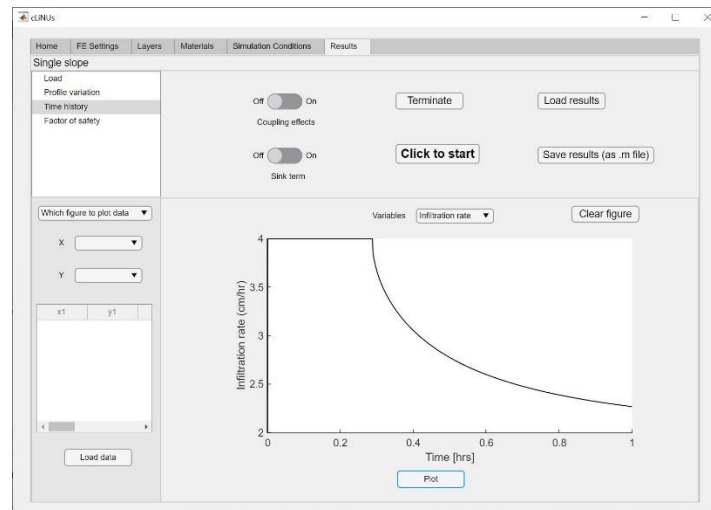 cLiNUs
Home FE Settings Layers Materials Simulation Conditions Results
Single slope
Load
Profile variation
Time history
Factor of safety
Off On
Coupling effects
Terminate
Load results
Off On
Sink term
Click to start
Save results (as .m file)
Which figure to plot data
X
Y
x1 y1
Load data
Variables Infiltration rate
Clear figure
Infiltration rate (cm/hr)
4
3.5
3
2.5
2
0 0.2 0.4 0.6 0.8 1
Time [hrs]
Plot